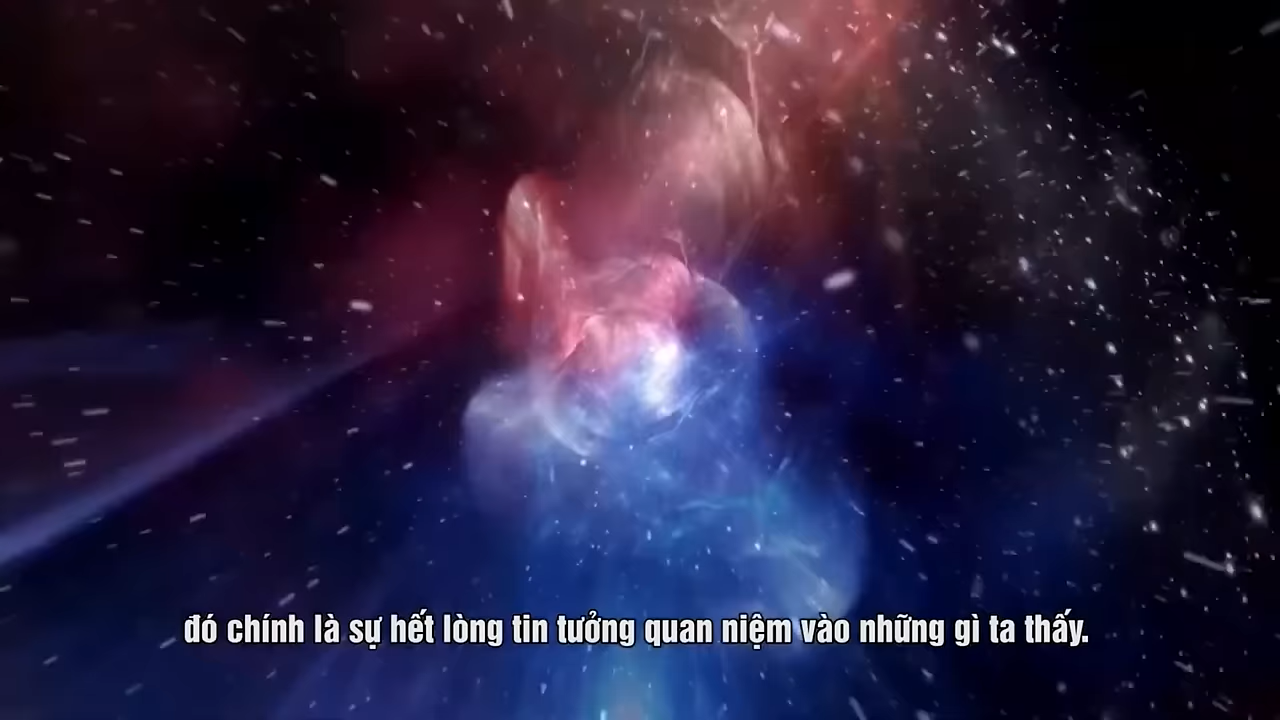 đó chính là sự hết lòng tin tưởng quan niệm vào những gì ta thấy.